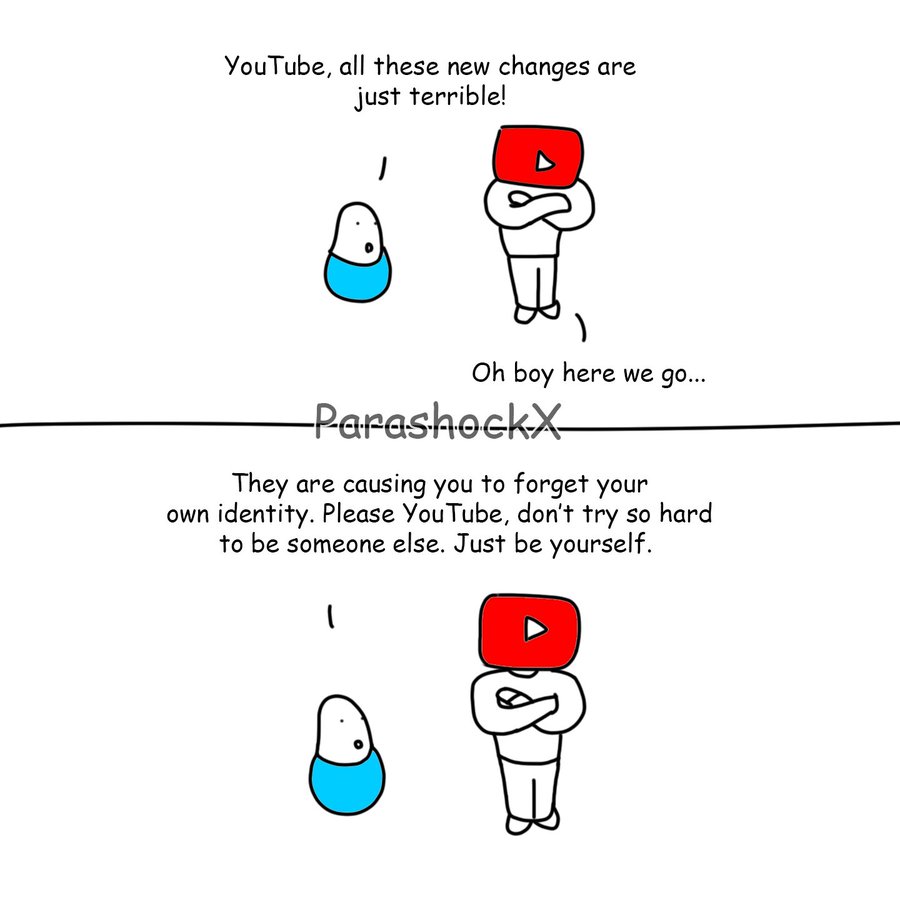 YouTube, all these new changes are
just terrible!
Oh boy here we go...
ParashockX
They are causing you to forget your
own identity. Please YouTube, don’t try so hard
to be someone else. Just be yourself.